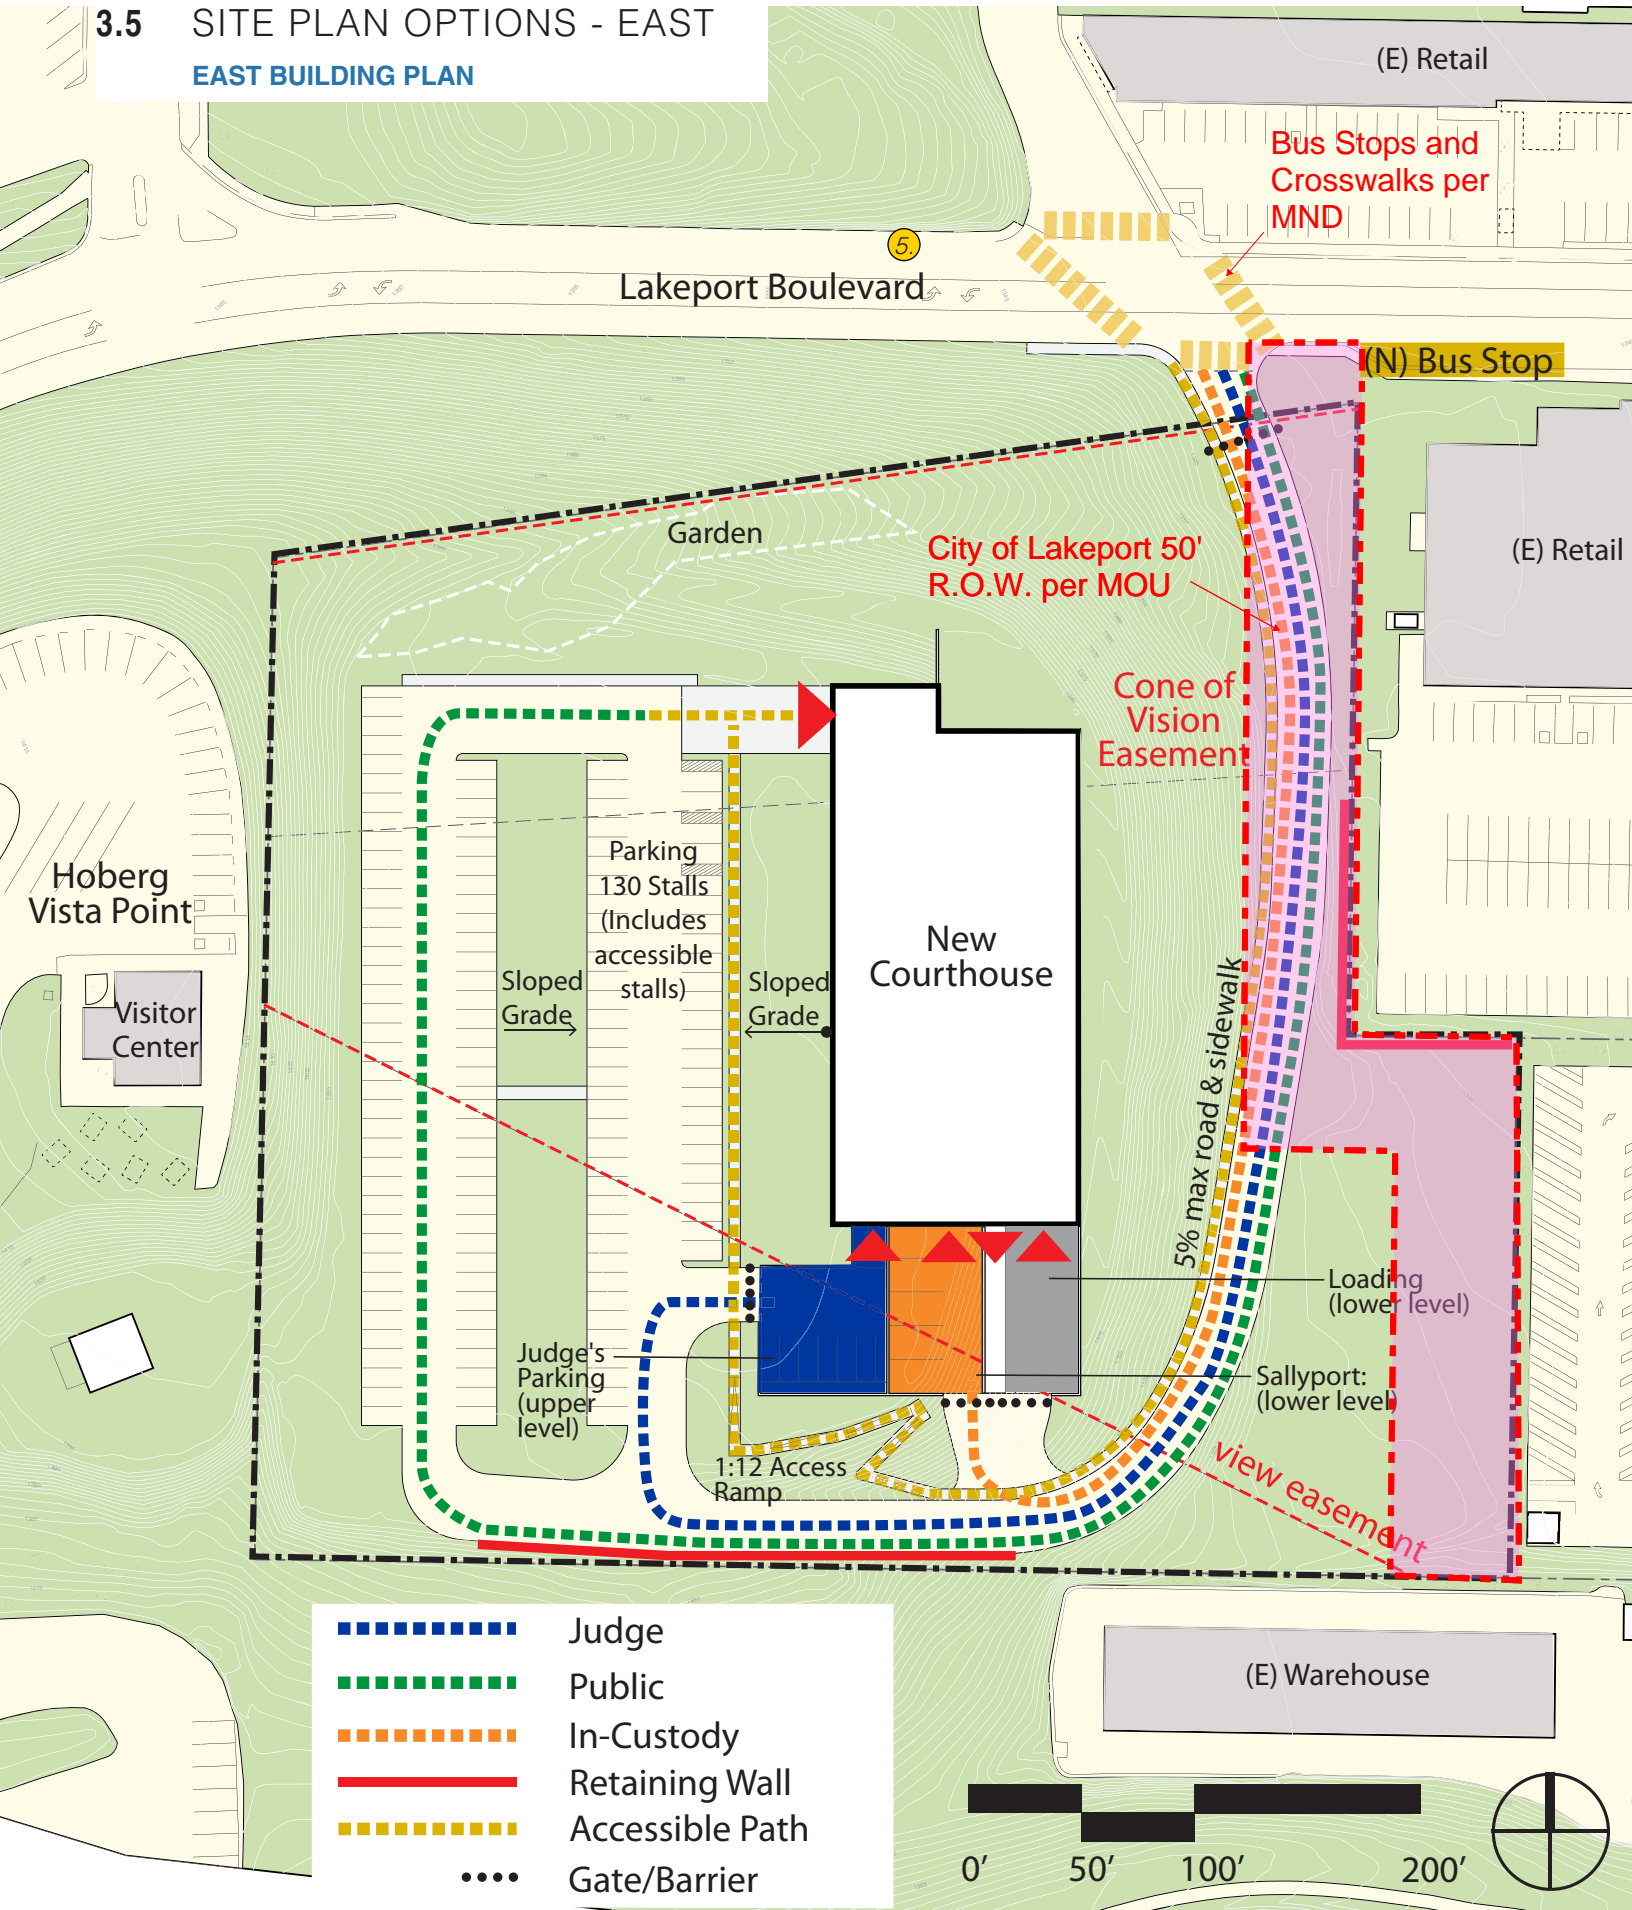 3.5 SITE PLAN OPTIONS - EAST
EAST BUILDING PLAN
(E) Retail
Bus Stops and
Crosswalks per
MND
5.
Lakeport Boulevard
(N) Bus Stop
Garden
City of Lakeport 50'
R.O.W. per MOU
(E) Retail
Cone of
Vision
Easement
Parking
130 Stalls
(Includes
accessible
stalls)
Hoberg
Vista Point
New
Courthouse
Sloped
Grade
Sloped
Grade
Visitor
Center
5% max road & sidewalk
Loading
(lower level)
Judge's
Parking
(upper
level)
Sallyport:
(lower level)
1:12 Access
Ramp
view easement
Judge
Public
In-Custody
Retaining Wall
Accessible Path
Gate/Barrier
(E) Warehouse
0’ 50’ 100’ 200’